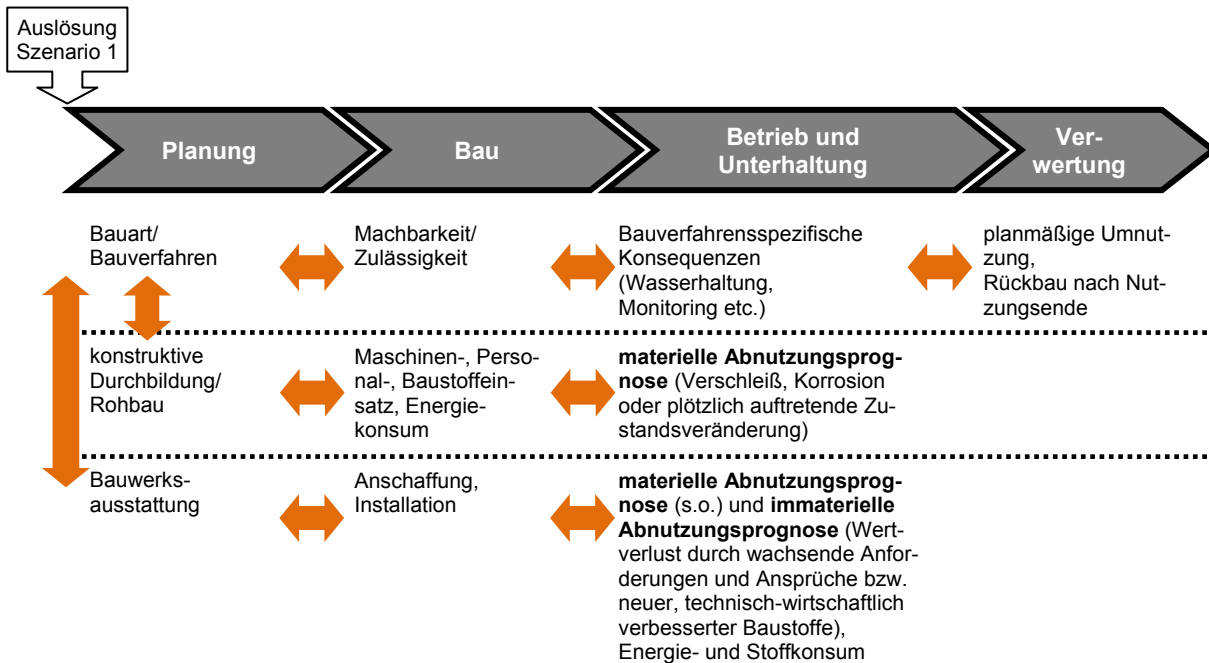 Auslösung
Szenario 1
Planung
Bau
Betrieb und
Unterhaltung
Ver-
wertung
Bauart/
Bauverfahren
Machbarkeit/
Zulässigkeit
Bauverfahrensspezifische
Konsequenzen
(Wasserhaltung,
Monitoring etc.)
planmäßige Umnut-
zung,
Rückbau nach Nut-
zungsende
konstruktive
Durchbildung/
Rohbau
Maschinen-, Perso-
nal-, Baustoffein-
satz, Energie-
konsum
materielle Abnutzungsprog-
nose (Verschleiß, Korrosion
oder plötzlich auftretende Zu-
standsveränderung)
Bauwerks-
ausstattung
Anschaffung,
Installation
materielle Abnutzungsprog-
nose (s.o.) und immaterielle
Abnutzungsprognose (Wert-
verlust durch wachsende Anfor-
derungen und Ansprüche bzw.
neuer, technisch-wirtschaftlich
verbesserter Baustoffe),
Energie- und Stoffkonsum